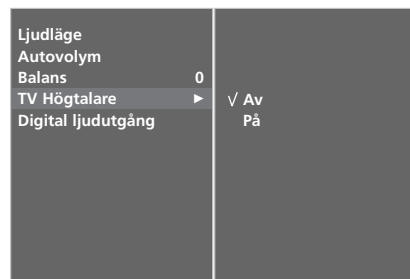 Ljudläge
Autovolym
Balans 0
TV Högtalare ►
√ Av
På
Digital ljudutgång